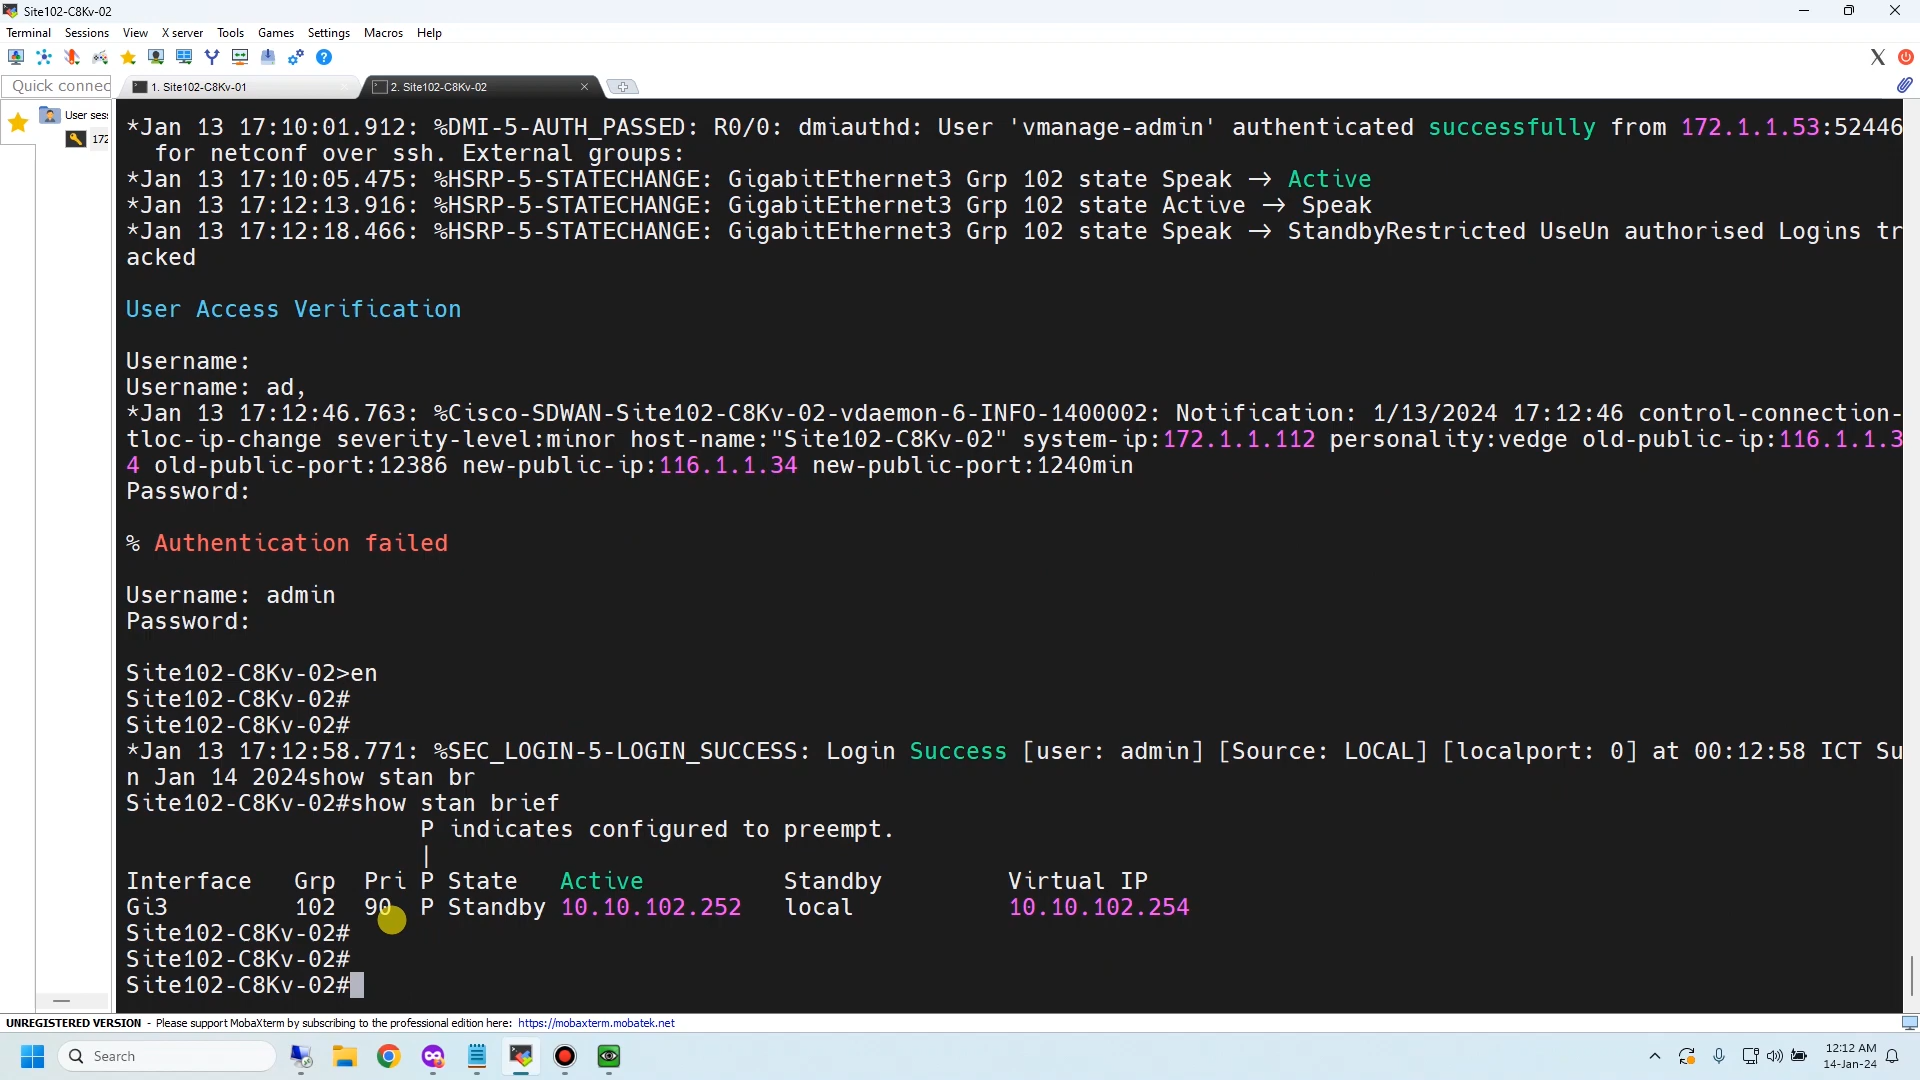 Site102-C8Kv-02
Terminal Sessions View X server Tools Games Settings Macros Help
Quick connec
1. Site102-C8Kv-01
2. Site102-C8Kv-02
User ses
172
*Jan 13 17:10:01.912: %DMI-5-AUTH_PASSED: R0/0: dmiauthd: User 'vmanage-admin' authenticated successfully from 172.1.1.53:52446
for netconf over ssh. External groups:
*Jan 13 17:10:05.475: %HSRP-5-STATECHANGE: GigabitEthernet3 Grp 102 state Speak -> Active
*Jan 13 17:12:13.916: %HSRP-5-STATECHANGE: GigabitEthernet3 Grp 102 state Active -> Speak
*Jan 13 17:12:18.466: %HSRP-5-STATECHANGE: GigabitEthernet3 Grp 102 state Speak -> StandbyRestricted UseUn authorised Logins tr
acked
User Access Verification
Username:
Username: ad,
*Jan 13 17:12:46.763: %Cisco-SDWAN-Site102-C8Kv-02-vdaemon-6-INFO-1400002: Notification: 1/13/2024 17:12:46 control-connection-
tloc-ip-change severity-level:minor host-name:"Site102-C8Kv-02" system-ip:172.1.1.112 personality:vedge old-public-ip:116.1.1.3
4 old-public-port:12386 new-public-ip:116.1.1.34 new-public-port:1240min
Password:
% Authentication failed
Username: admin
Password:
Site102-C8Kv-02>en
Site102-C8Kv-02#
Site102-C8Kv-02#
*Jan 13 17:12:58.771: %SEC_LOGIN-5-LOGIN_SUCCESS: Login Success [user: admin] [Source: LOCAL] [localport: 0] at 00:12:58 ICT Su
n Jan 14 2024show stan br
Site102-C8Kv-02#show stan brief
P indicates configured to preempt.
|
Interface Grp Pri P State Active Standby Virtual IP
Gi3 102 90 P Standby 10.10.102.252 local 10.10.102.254
Site102-C8Kv-02#
Site102-C8Kv-02#
Site102-C8Kv-02#
UNREGISTERED VERSION - Please support MobaXterm by subscribing to the professional edition here: https://mobaxterm.mobatek.net
Search
12:12 AM
14-Jan-24